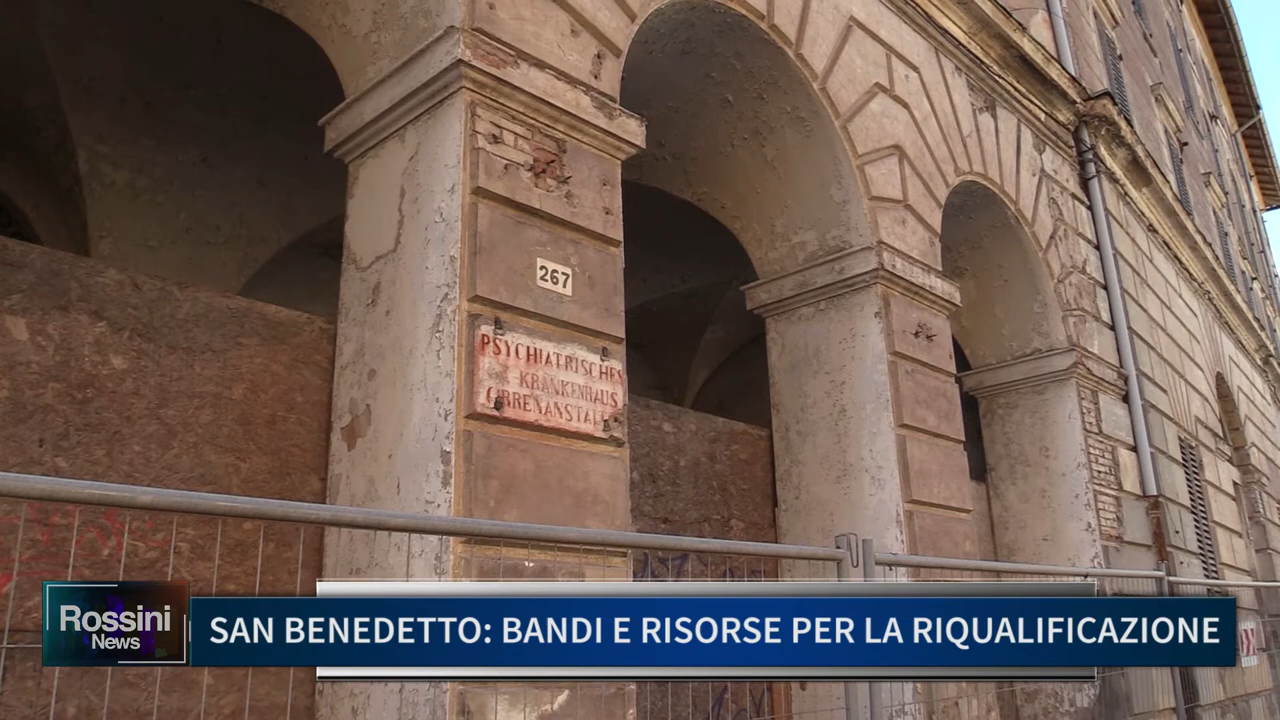 267
PSYCHIATRISCHES
KRANKENHAUS
(IRRENANSTALT
Rossini
News
SAN BENEDETTO: BANDI E RISORSE PER LA RIQUALIFICAZIONE